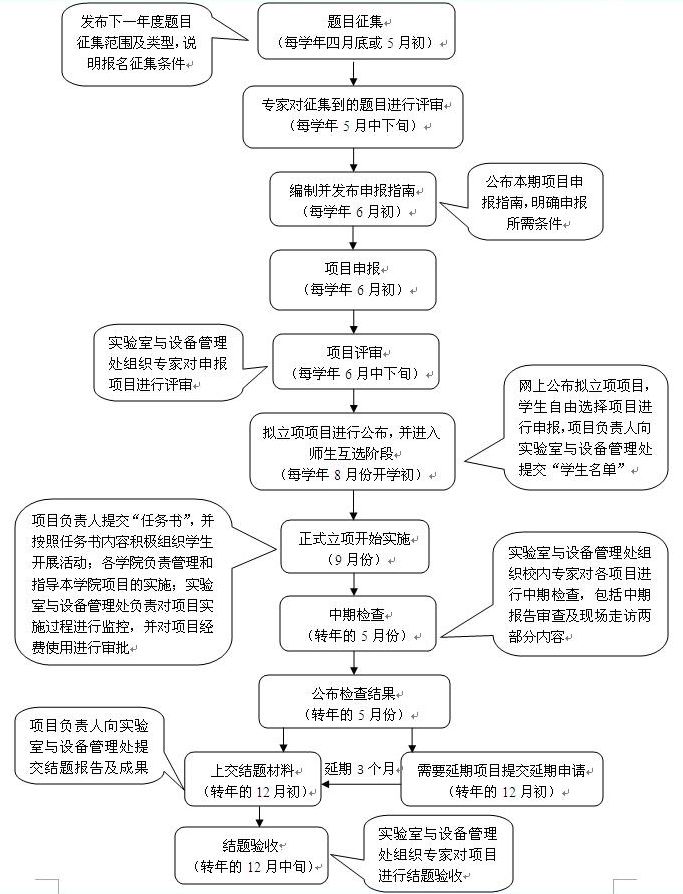 发布下一年度题目
征集范围及类型，说
明报名征集条件
题目征集
（每学年四月底或 5 月初）
专家对征集到的题目进行评审
（每学年 5 月中下旬）
编制并发布申报指南
（每学年 6 月初）
公布本期项目申
报指南，明确申报
所需条件
项目申报
（每学年 6 月初）
实验室与设备管理
处组织专家对申报
项目进行评审
项目评审
（每学年 6 月中下旬）
拟立项项目进行公布，并进入
师生互选阶段
（每学年 8 月份开学初）
网上公布拟立项项目，
学生自由选择项目进
行申报，项目负责人向
实验室与设备管理处
提交“学生名单”
项目负责人提交“任务书”，并
按照任务书内容积极组织学生
开展活动；各学院负责管理和
指导本学院项目的实施；实验
室与设备管理处负责对项目实
施过程进行监控，并对项目经
费使用进行审批
正式立项开始实施
（9 月份）
中期检查
（转年的 5 月份）
实验室与设备管理处组
织校内专家对各项目进
行中期检查，包括中期
报告审查及现场走访两
部分内容
公布检查结果
（转年的 5 月份）
项目负责人向实验
室与设备管理处提
交结题报告及成果
上交结题材料
（转年的 12 月初）
延期 3 个月
需要延期项目提交延期申请
（转年的 12 月初）
结题验收
（转年的 12 月中旬）
实验室与设备管理
处组织专家对项目
进行结题验收